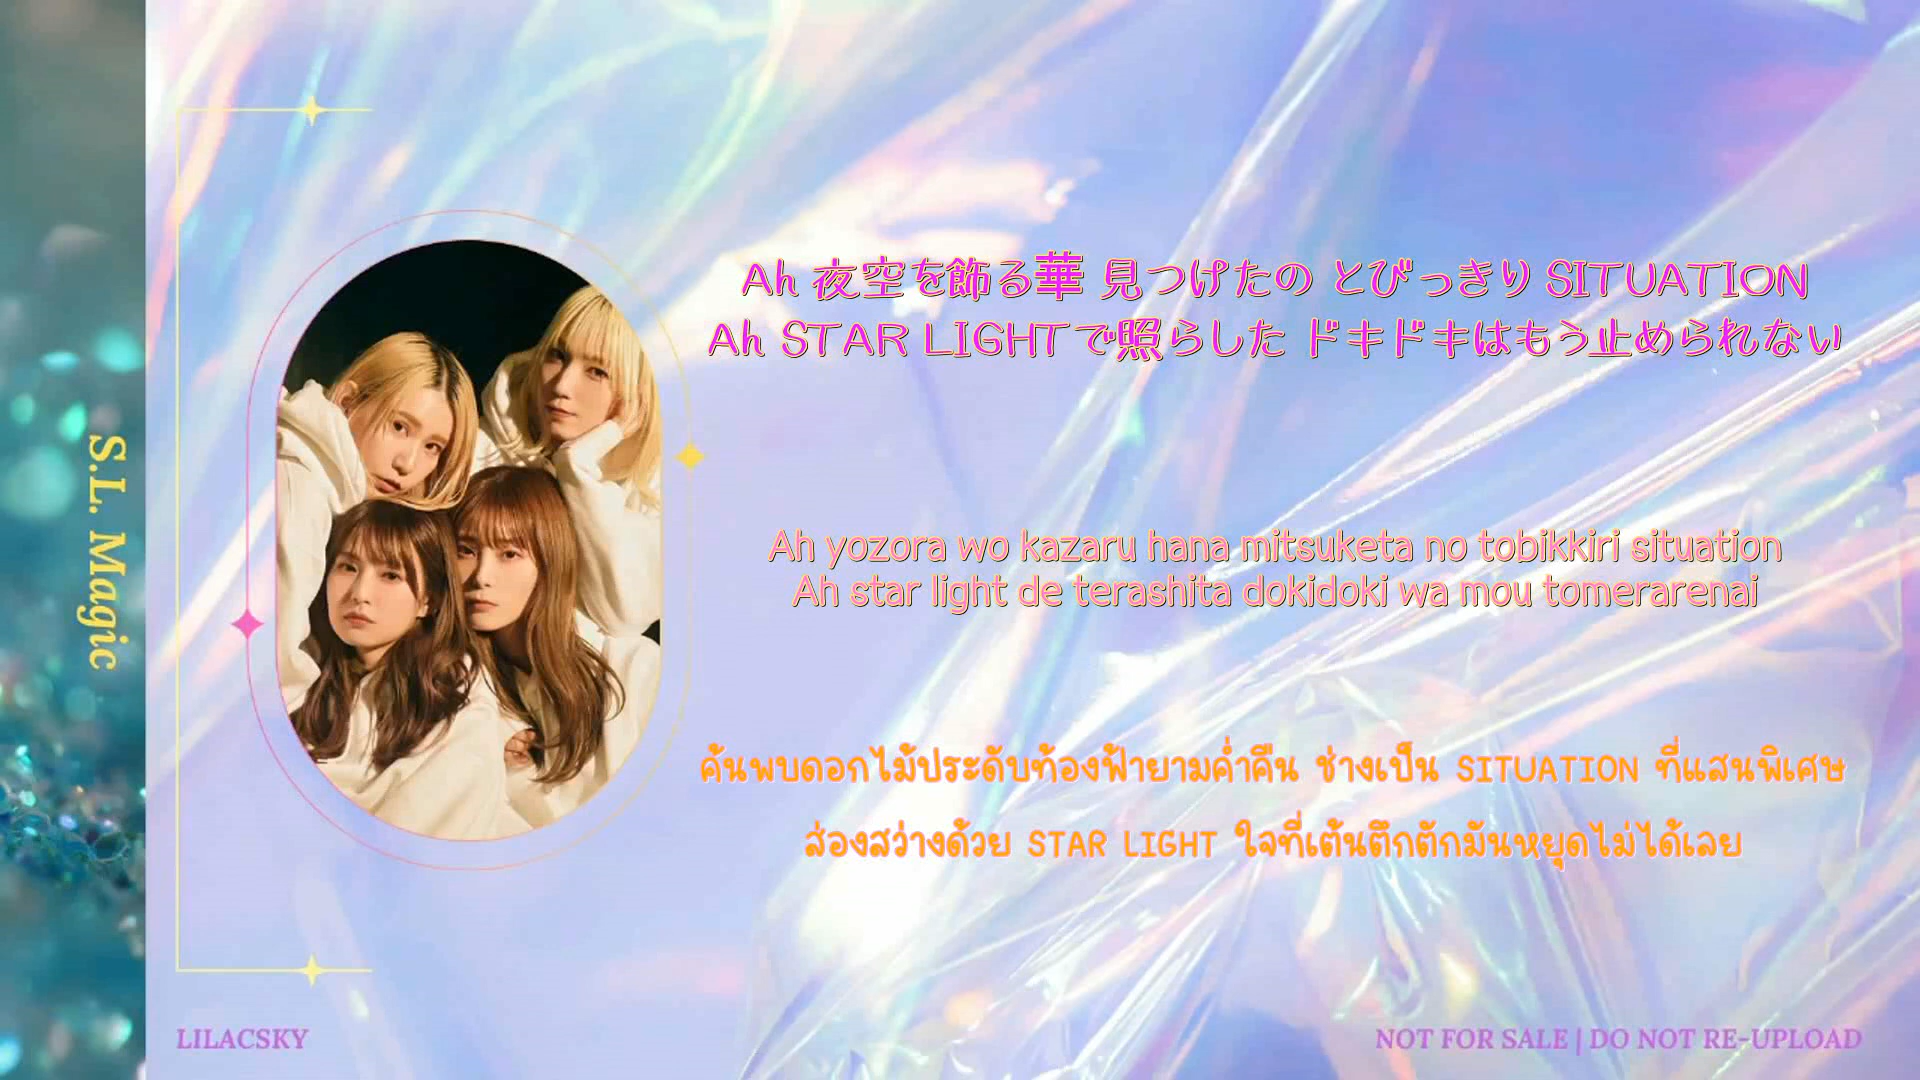 S.L. Magic
Ah 夜空を飾る華 見つけたの とびっきり SITUATION
Ah STAR LIGHTで照らした ドキドキはもう止められない
Ah yozora wo kazaru hana mitsuketa no tobikkiri situation
Ah star light de terashita dokidoki wa mou tomerarenai
ค้นพบดอกไม้ประดับท้องฟ้ายามค่ำคืน ช่างเป็น SITUATION ที่แสนพิเศษ
ส่องสว่างด้วย STAR LIGHT ใจที่เต้นตึกตักมันหยุดไม่ได้เลย
LILACSKY
NOT FOR SALE | DO NOT RE-UPLOAD